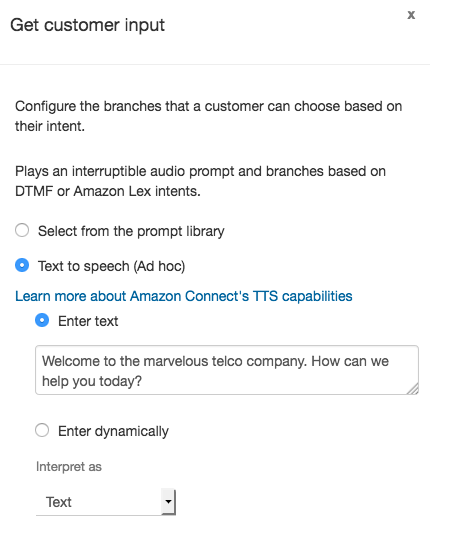 Get customer input
x
Configure the branches that a customer can choose based on
their intent.
Plays an interruptible audio prompt and branches based on
DTMF or Amazon Lex intents.
Select from the prompt library
Text to speech (Ad hoc)
Learn more about Amazon Connect's TTS capabilities
Enter text
Welcome to the marvelous telco company. How can we
help you today?
Enter dynamically
Interpret as
Text